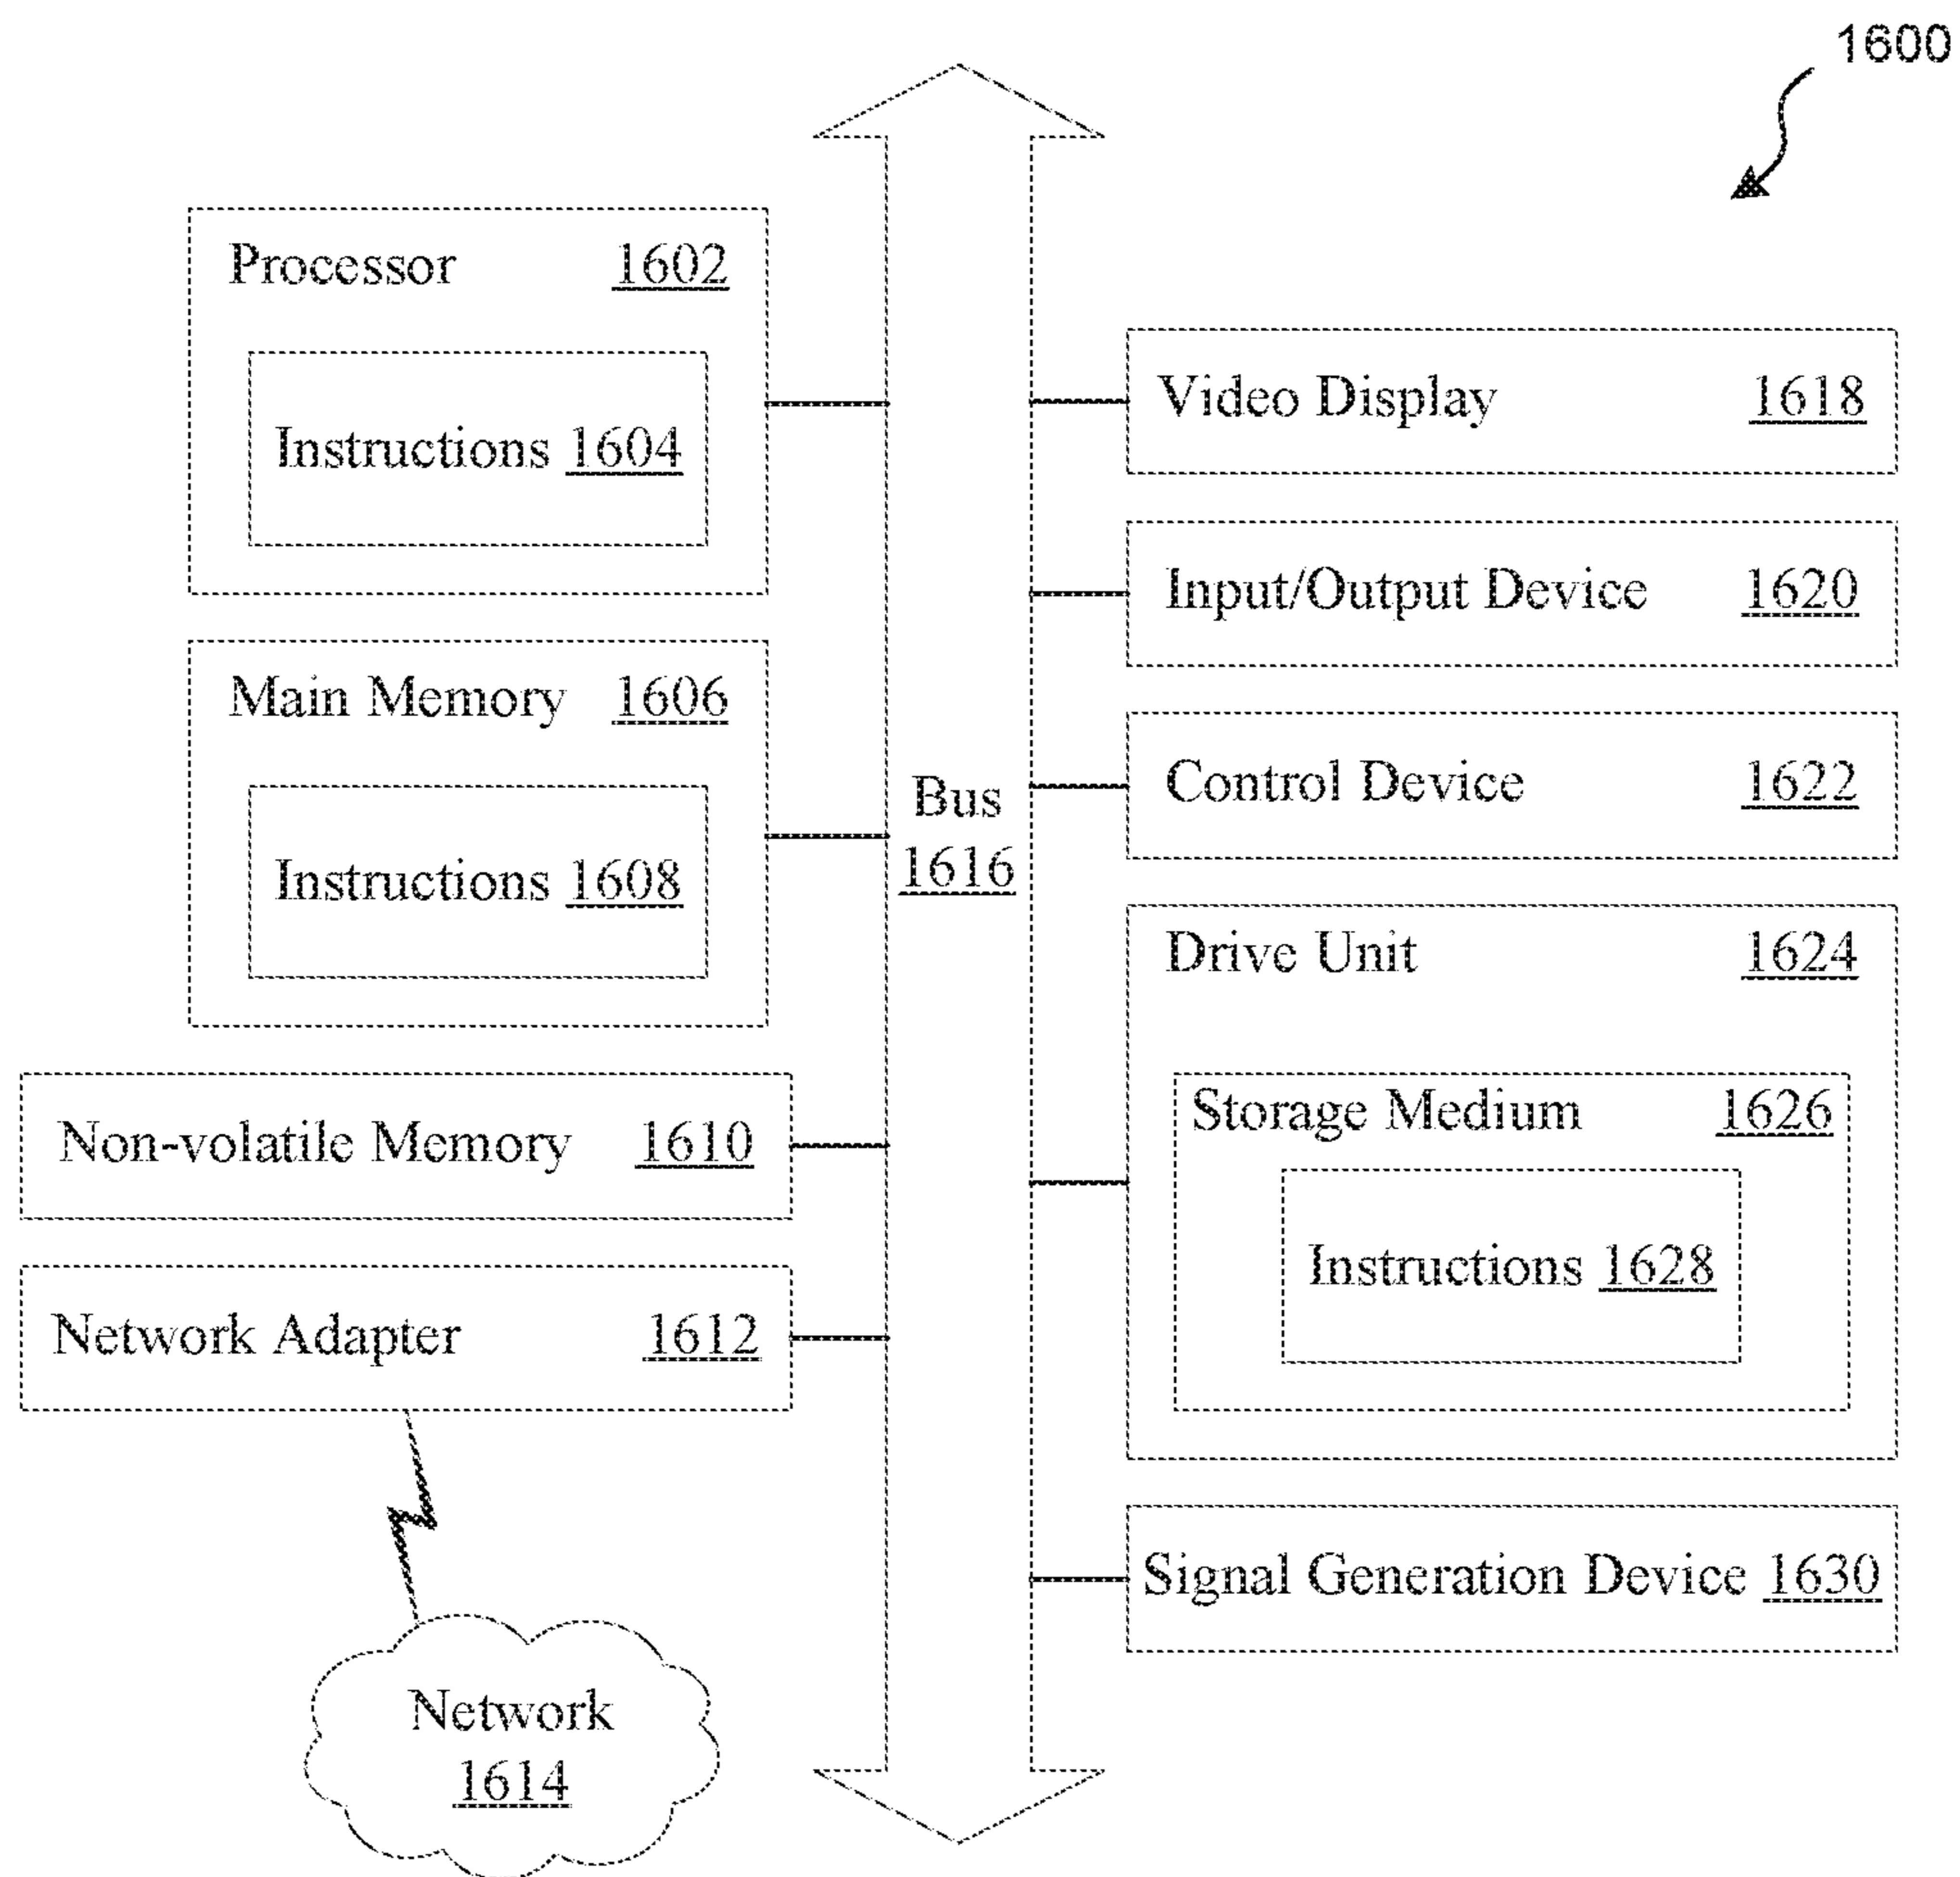 1600
Processor 1602
Instructions 1604
Main Memory 1606
Instructions 1608
Non-volatile Memory 1610
Network Adapter 1612
Network
1614
Bus
1616
Video Display 1618
Input/Output Device 1620
Control Device 1622
Drive Unit 1624
Storage Medium 1626
Instructions 1628
Signal Generation Device 1630